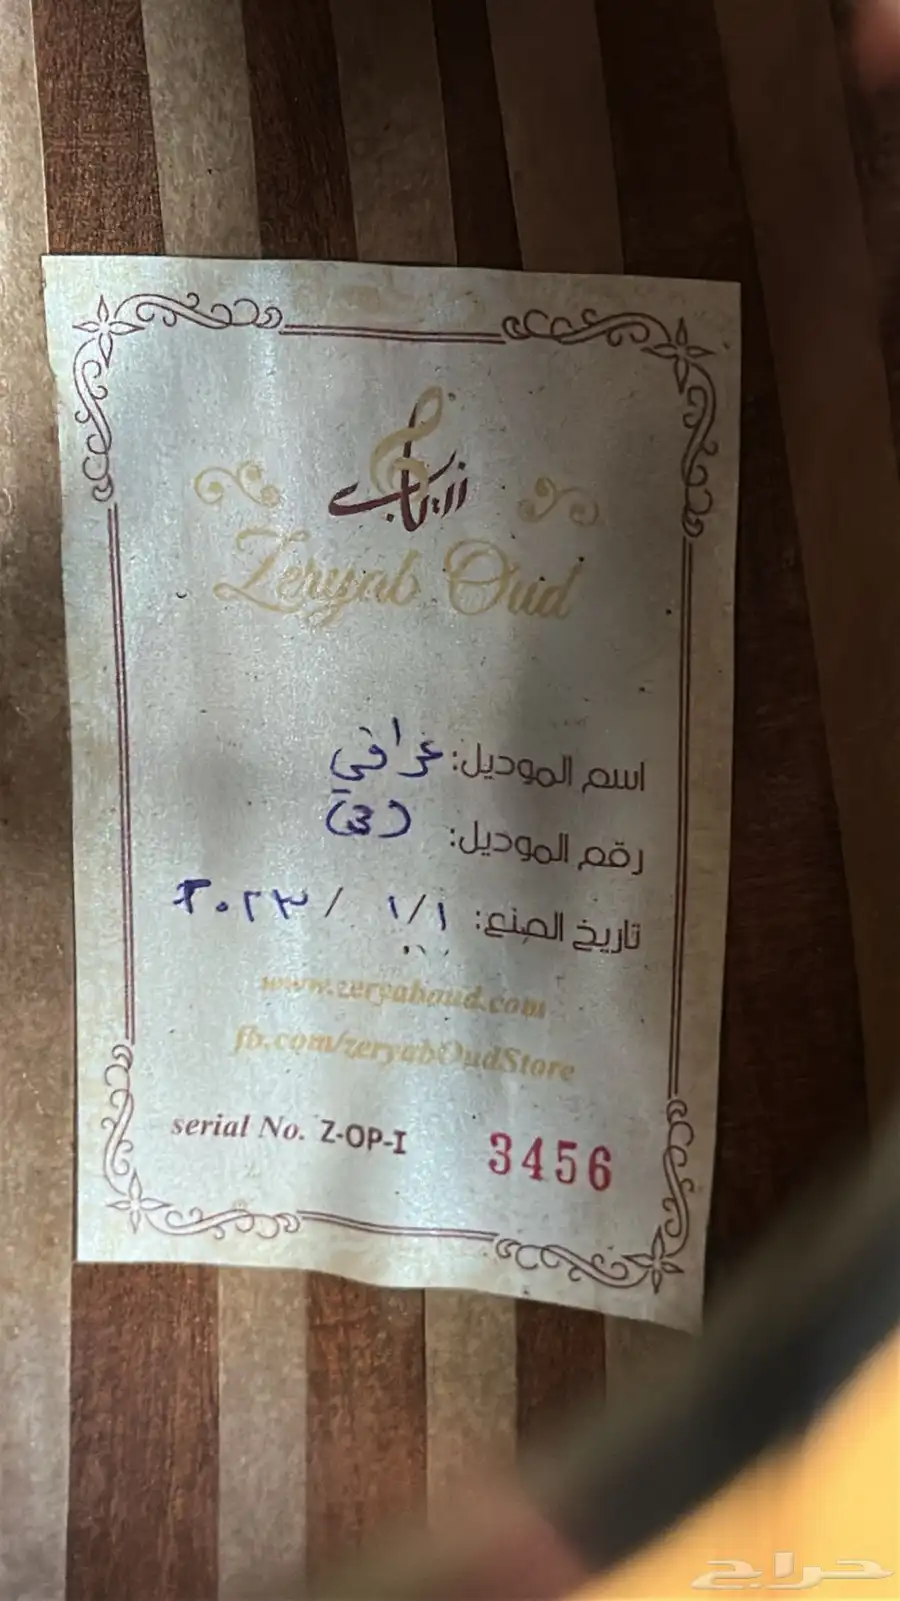 زرياب
Zeryab Oud
اسم الموديل: عراقي
رقم الموديل: (3)
تاريخ الصنع: ١/١ / ٢٠٢٣
www.zeryaboud.com
fb.com/zeryabOudStore
serial No. Z-OP-I 3456
حراج